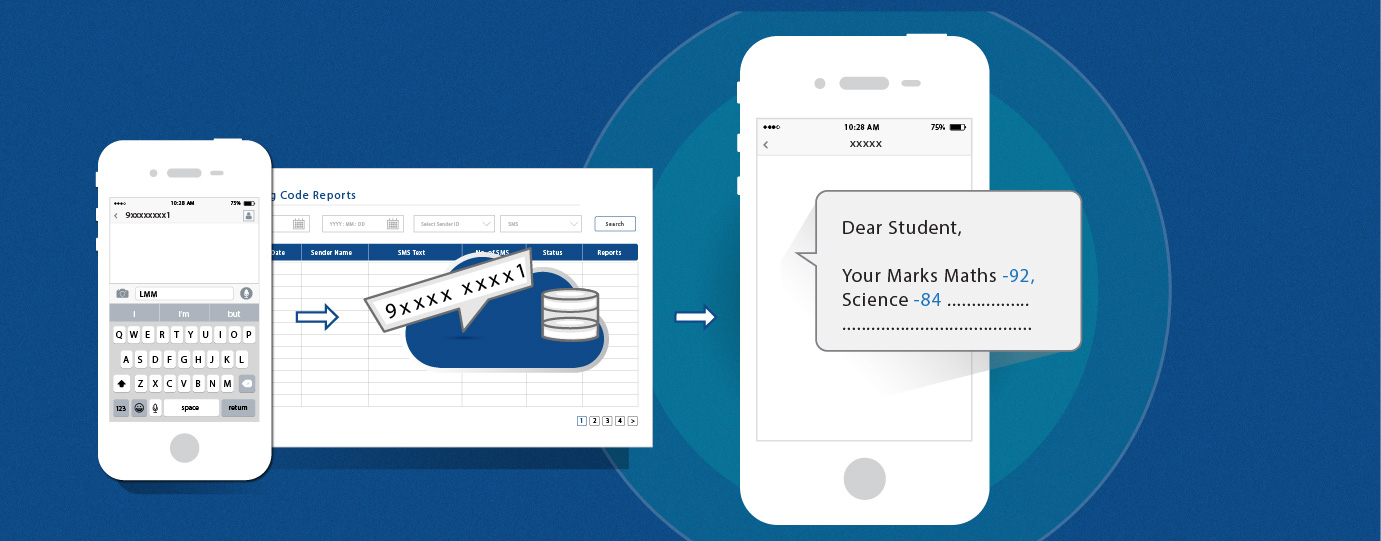 10:28 AM
75%
9xxxxxxxx1
LMM
I I'm but
Q W E R T Y U I O P
A S D F G H J K L
Z X C V B N M
123 space return
g Code Reports
YYYY : MM : DD Select Sender ID SMS Search
Date Sender Name SMS Text No. of SMS Status Reports
9xxxx xxxx1
1 2 3 4 >
10:28 AM
75%
xxxxx
Dear Student,
Your Marks Maths -92,
Science -84 .................
.......................................